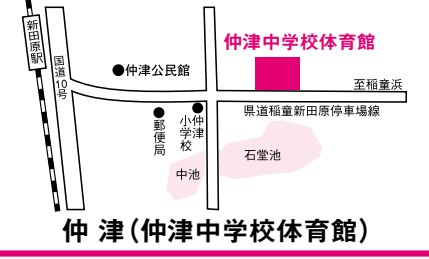 新田原駅
国道10号
仲津中学校体育館
●仲津公民館
至稲童浜
県道稲童新田原停車場線
郵便局
仲津小学校
石堂池
中池
仲 津（仲津中学校体育館）